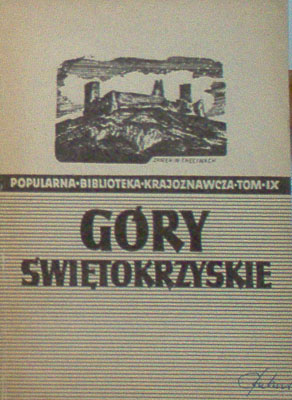 ZAMEK W CHĘCINACH
POPULARNA·BIBLIOTEKA·KRAJOZNAWCZA·TOM·IX
GÓRY
ŚWIĘTOKRZYSKIE